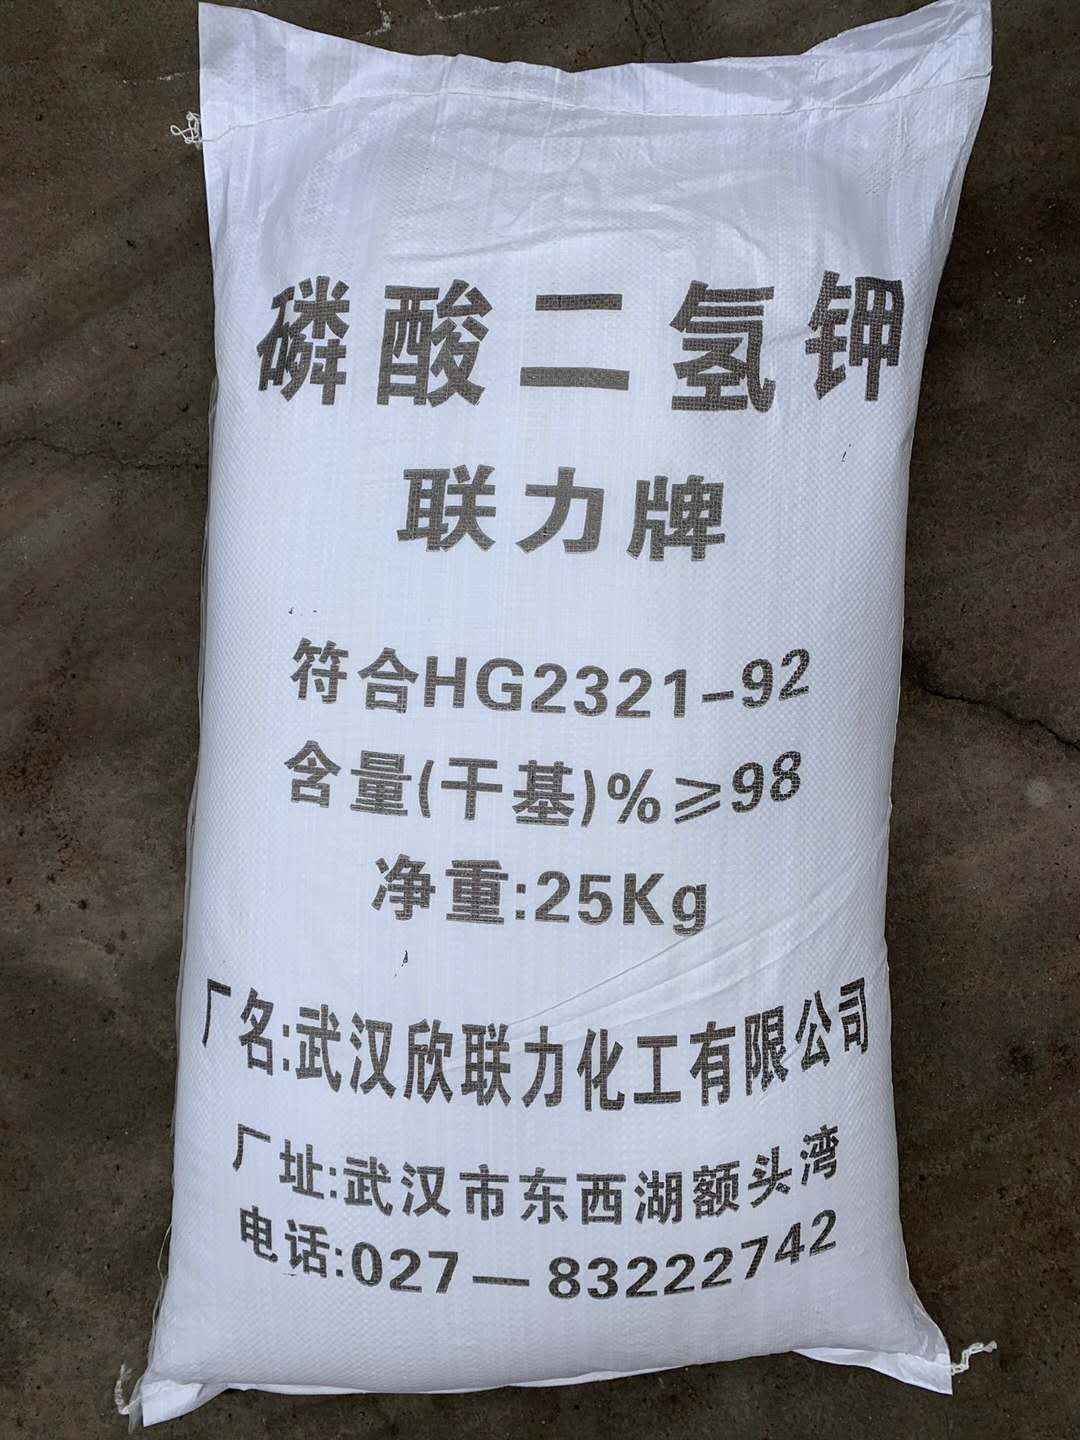 磷酸二氢钾
联力牌
符合HG2321-92
含量(干基)%≥98
净重:25Kg
厂名:武汉欣联力化工有限公司
厂址:武汉市东西湖额头湾
电话:027—83222742